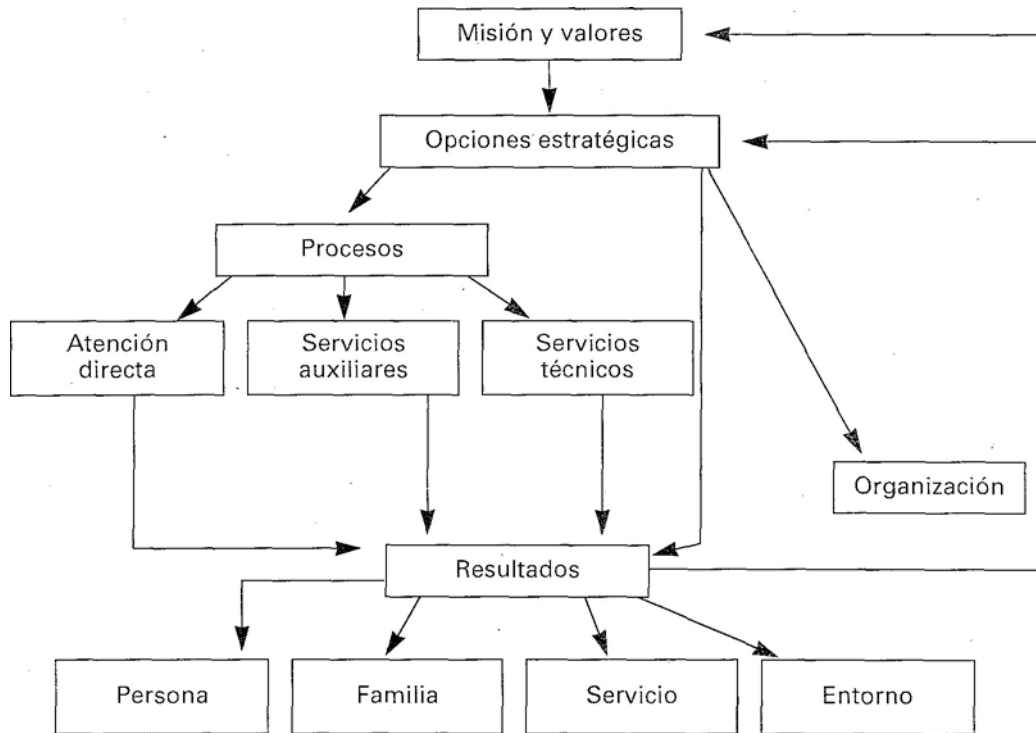 Misión y valores
Opciones estratégicas
Procesos
Atención
directa
Servicios
auxiliares
Servicios
técnicos
Organización
Resultados
Persona
Familia
Servicio
Entorno